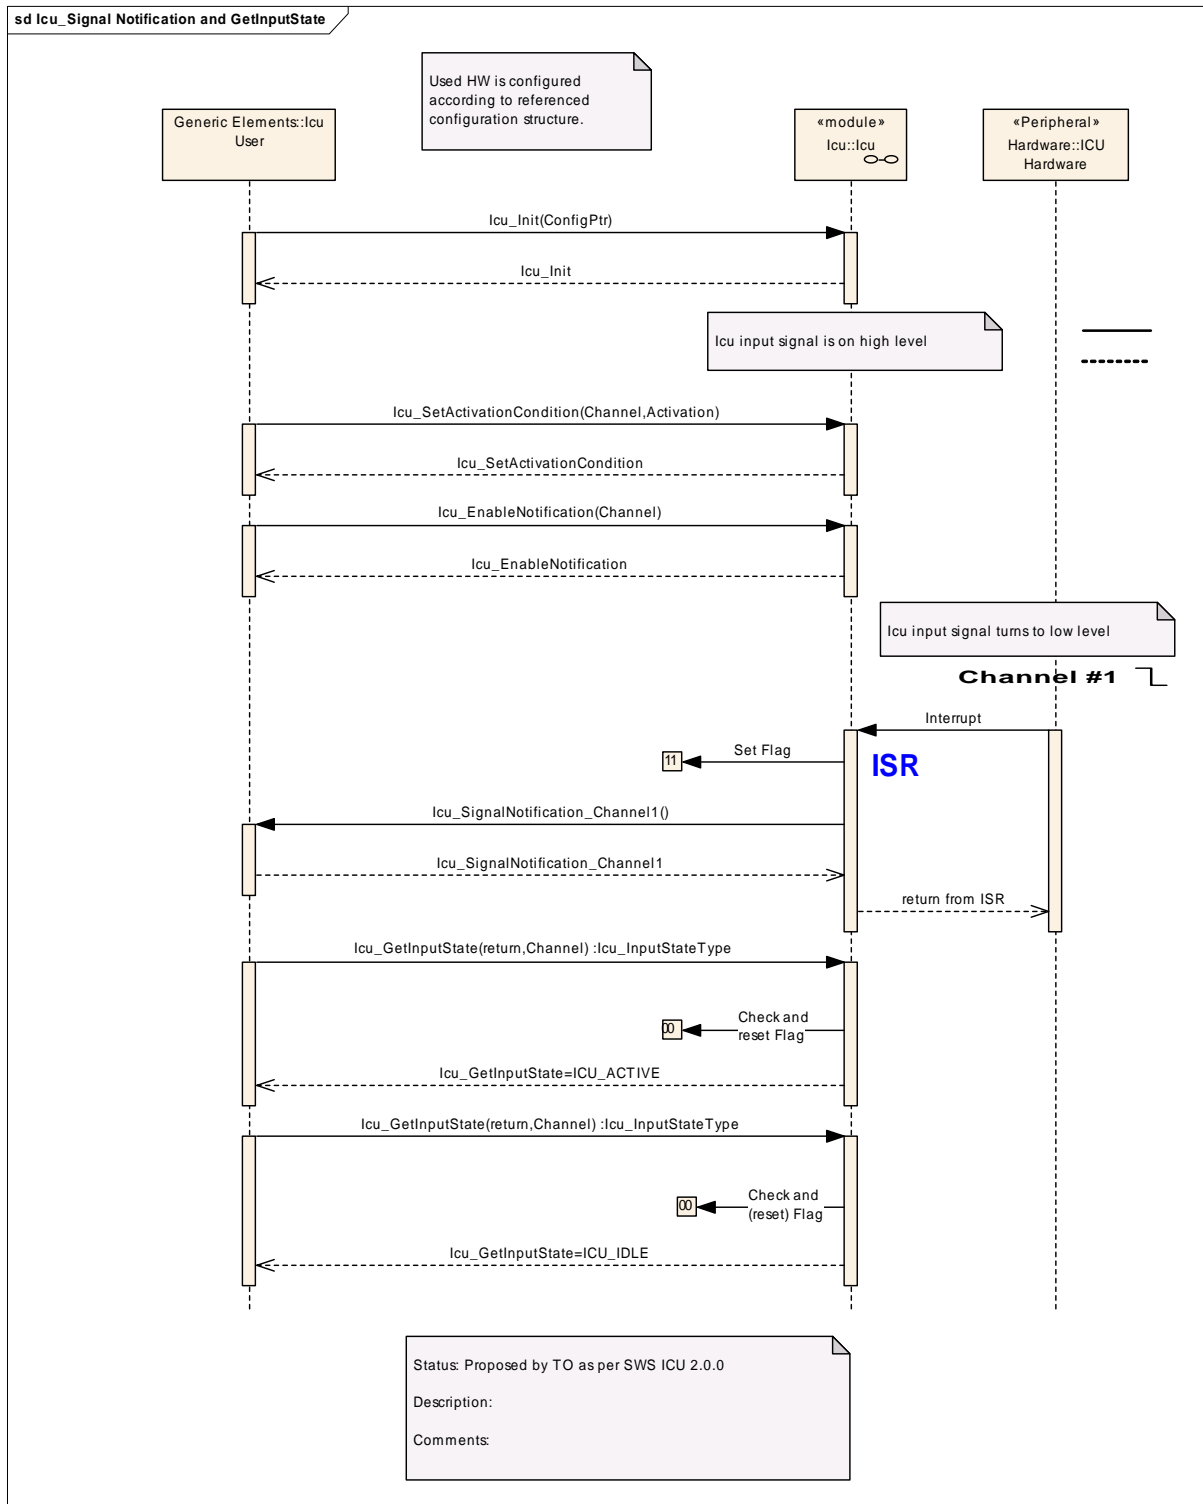 sd Icu_Signal Notification and GetInputState
Used HW is configured
according to referenced
configuration structure.
Generic Elements::Icu
User
«module»
Icu::Icu
«Peripheral»
Hardware::ICU
Hardware
Icu_Init(ConfigPtr)
Icu_Init
Icu input signal is on high level
Icu_SetActivationCondition(Channel,Activation)
Icu_SetActivationCondition
Icu_EnableNotification(Channel)
Icu_EnableNotification
Icu input signal turns to low level
Channel #1
Interrupt
Set Flag
11
ISR
Icu_SignalNotification_Channel1()
Icu_SignalNotification_Channel1
return from ISR
Icu_GetInputState(return,Channel) :Icu_InputStateType
Check and
reset Flag
00
Icu_GetInputState=ICU_ACTIVE
Icu_GetInputState(return,Channel) :Icu_InputStateType
Check and
(reset) Flag
00
Icu_GetInputState=ICU_IDLE
Status: Proposed by TO as per SWS ICU 2.0.0
Description:
Comments: